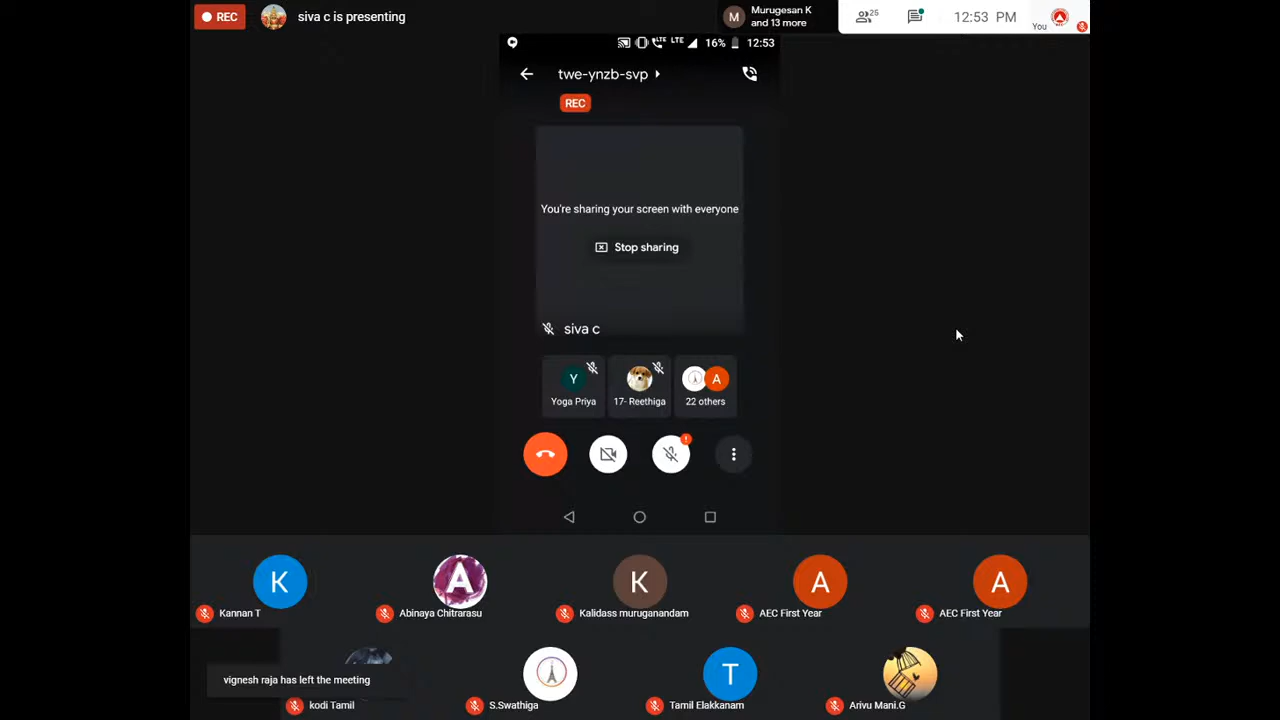 REC
siva c is presenting
M
Murugesan K
and 13 more
26
12:53 PM
You
LTE
LTE
16%
12:53
twe-ynzb-svp
REC
You're sharing your screen with everyone
Stop sharing
siva c
Y
Yoga Priya
17- Reethiga
A
22 others
K
Kannan T
A
Abinaya Chitrarasu
K
Kalidass muruganandam
A
AEC First Year
A
AEC First Year
vignesh raja has left the meeting
kodi Tamil
S.Swathiga
T
Tamil Elakkanam
Arivu Mani.G